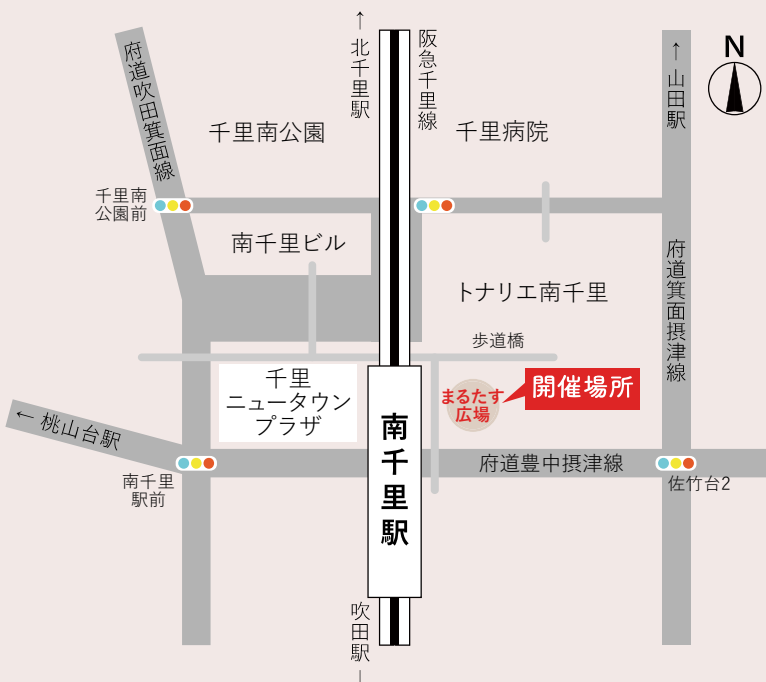 ↑北千里駅
阪急千里線
↑山田駅
N
府道吹田箕面線
千里南公園
千里病院
千里南
公園前
南千里ビル
トナリエ南千里
府道箕面摂津線
歩道橋
千里
ニュータウン
プラザ
まるたす
広場
開催場所
←桃山台駅
南千里駅
府道豊中摂津線
南千里
駅前
佐竹台2
吹田駅